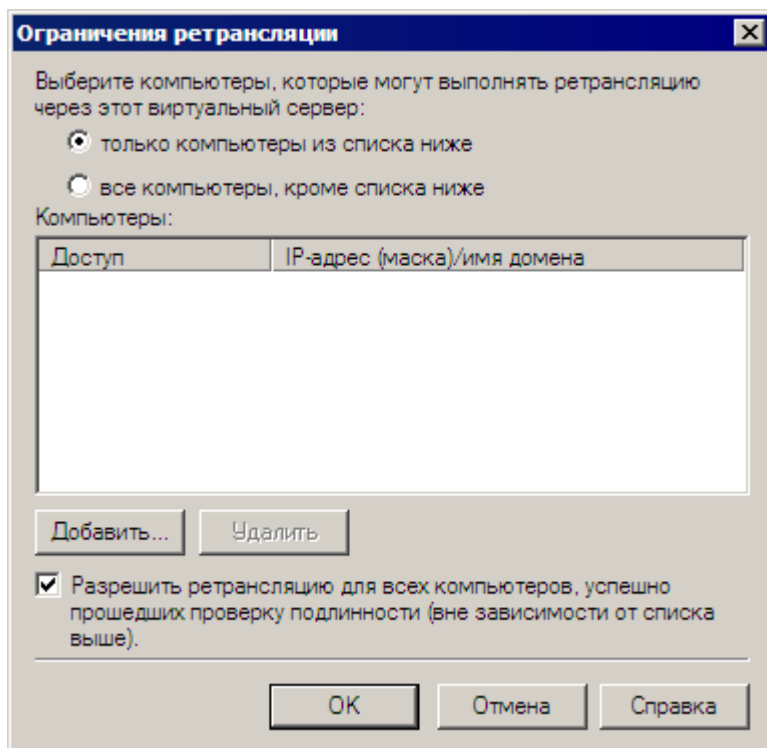 Ограничения ретрансляции
Выберите компьютеры, которые могут выполнять ретрансляцию
через этот виртуальный сервер:
только компьютеры из списка ниже
все компьютеры, кроме списка ниже
Компьютеры:
Доступ IP-адрес (маска)/имя домена
Добавить... Удалить
Разрешить ретрансляцию для всех компьютеров, успешно
прошедших проверку подлинности (вне зависимости от списка
выше).
OK Отмена Справка